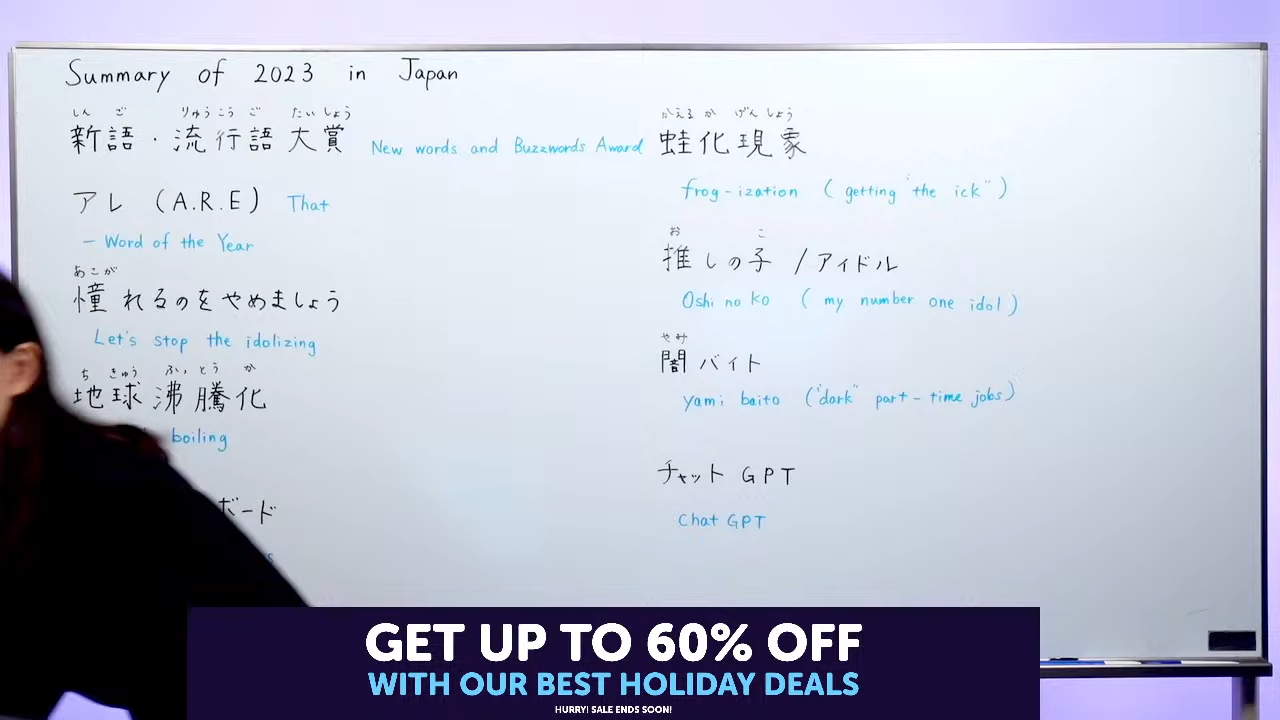 Summary of 2023 in Japan
しん ご りゅう こう ご たい しょう
新語・流行語 大賞 New words and Buzzwords Award
アレ (A.R.E) That
- Word of the Year
あこが
憧れるのをやめましょう
Let's stop the idolizing
ち きゅう ふっ とう か
地球沸騰化
boiling
ボード
かえる か げん しょう
蛙化現象
frog-ization ( getting "the ick" )
お こ
推しの子 / アイドル
Oshi no ko ( my number one idol )
やみ
闇バイト
yami baito ("dark" part-time jobs)
チャット GPT
Chat GPT
GET UP TO 60% OFF
WITH OUR BEST HOLIDAY DEALS
HURRY! SALE ENDS SOON!